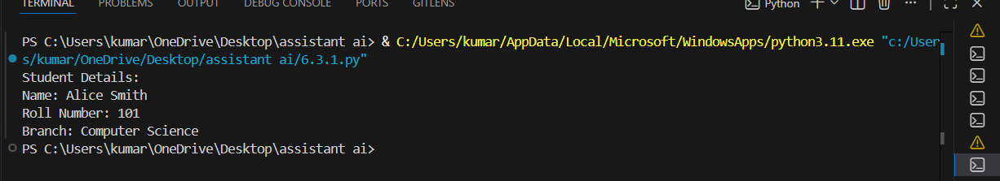 TERMINAL PROBLEMS OUTPUT DEBUG CONSOLE PORTS GITLENS Python
PS C:\Users\kumar\OneDrive\Desktop\assistant ai> & C:/Users/kumar/AppData/Local/Microsoft/WindowsApps/python3.11.exe "c:/User
s/kumar/OneDrive/Desktop/assistant ai/6.3.1.py"
Student Details:
Name: Alice Smith
Roll Number: 101
Branch: Computer Science
PS C:\Users\kumar\OneDrive\Desktop\assistant ai>